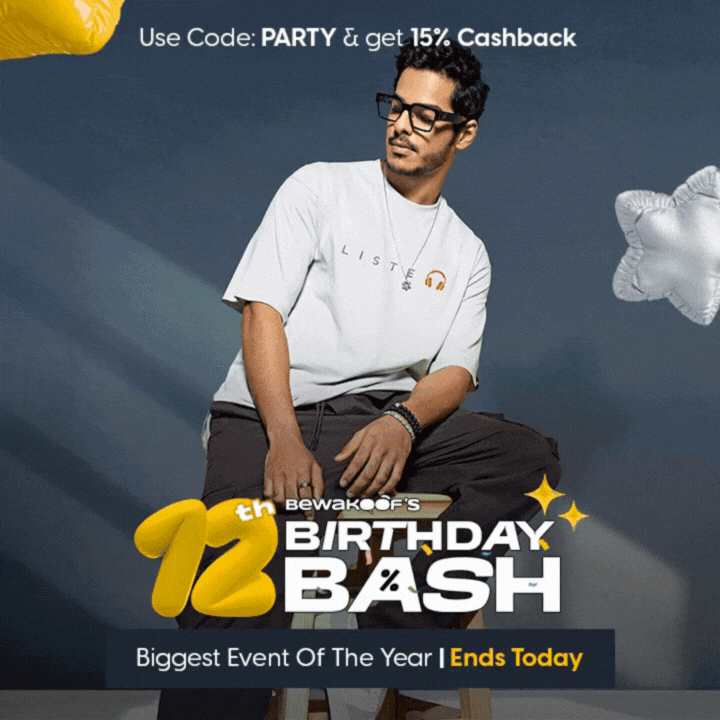 Use Code: PARTY & get 15% Cashback
LISTE
12th
BEWAKOOF'S
BIRTHDAY
BASH
Biggest Event Of The Year | Ends Today